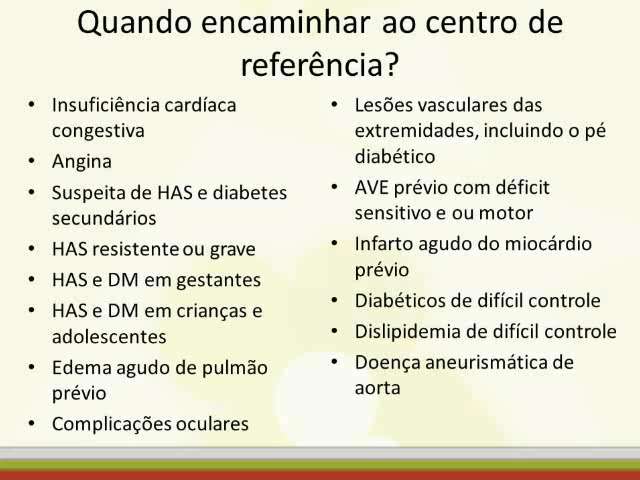 Quando encaminhar ao centro de
referência?
• Insuficiência cardíaca
congestiva
• Angina
• Suspeita de HAS e diabetes
secundários
• HAS resistente ou grave
• HAS e DM em gestantes
• HAS e DM em crianças e
adolescentes
• Edema agudo de pulmão
prévio
• Complicações oculares
• Lesões vasculares das
extremidades, incluindo o pé
diabético
• AVE prévio com déficit
sensitivo e ou motor
• Infarto agudo do miocárdio
prévio
• Diabéticos de difícil controle
• Dislipidemia de difícil controle
• Doença aneurismática de
aorta